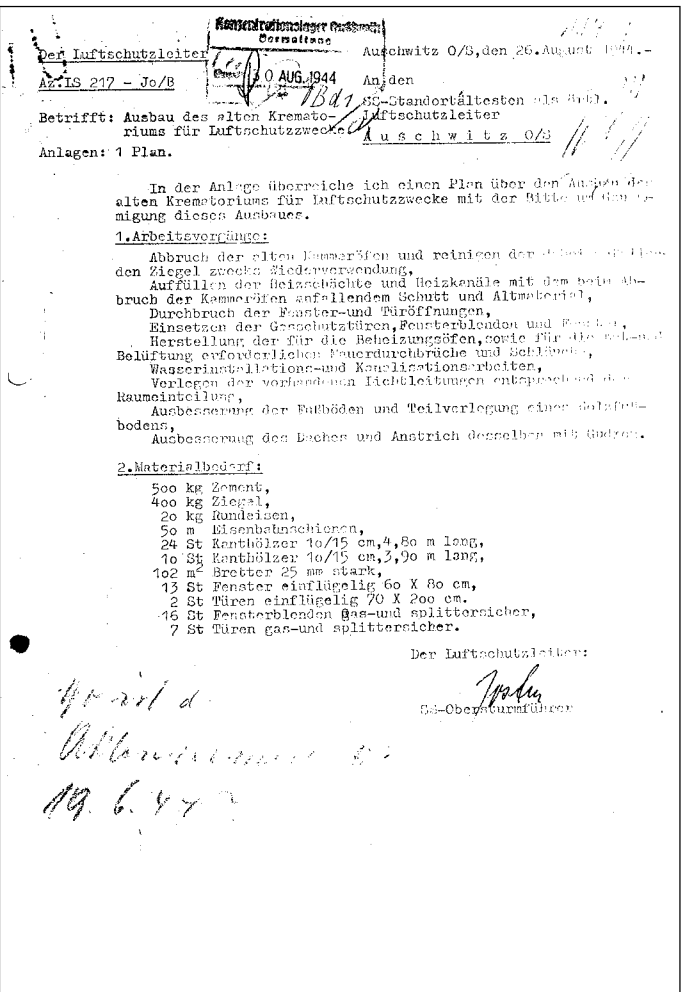 Konzentrationslager
Verwaltung
Der Luftschutzleiter
Auschwitz O/S,den 26.August 1944.-
30 AUG. 1944
Az.:LS 217 - Jo/B
An den
SS-Standortältesten als
Betrifft: Ausbau des alten Kremato-
Luftschutzleiter
riums für Luftschutzzwecke
A u s c h w i t z O/S
Anlagen: 1 Plan.
In der Anlage überreiche ich einen Plan über den Ausbau des
alten Krematoriums für Luftschutzzwecke mit der Bitte um
migung dieses Ausbaues.
1.Arbeitsvorgänge:
Abbruch der alten Kammeröfen und reinigen der
den Ziegel zwecks Wiederverwendung,
Auffüllen der Heizschächte und Heizkanäle mit dem beim Ab-
bruch der Kammeröfen anfallendem Schutt und Altmaterial,
Durchbruch der Fenster-und Türöffnungen,
Einsetzen der Gasschutztüren,Fensterblenden und Fenster,
Herstellung der für die Beheizungsöfen,sowie für die
Belüftung erforderlichen Mauerdurchbrüche und
Wasserinstallations-und Kanalisationsarbeiten,
Verlegen der vorhandenen Lichtleitungen entsprechend der
Raumeinteilung,
Ausbesserung der Fußböden und Teilverlegung eines Holzfuß-
bodens,
Ausbesserung des Daches und Anstrich desselben mit Gudron.
2.Materialbedarf:
500 kg Zement,
400 kg Ziegel,
20 kg Rundeisen,
50 m Eisenbahnschienen,
24 St Kanthölzer 10/15 cm,4,80 m lang,
10 St Kanthölzer 10/15 cm,3,90 m lang,
102 m² Bretter 25 mm stark,
13 St Fenster einflügelig 60 X 80 cm,
2 St Türen einflügelig 70 X 200 cm.
16 St Fensterblenden gas-und splittersicher,
7 St Türen gas-und splittersicher.
Der Luftschutzleiter:
SS-Obersturmführer